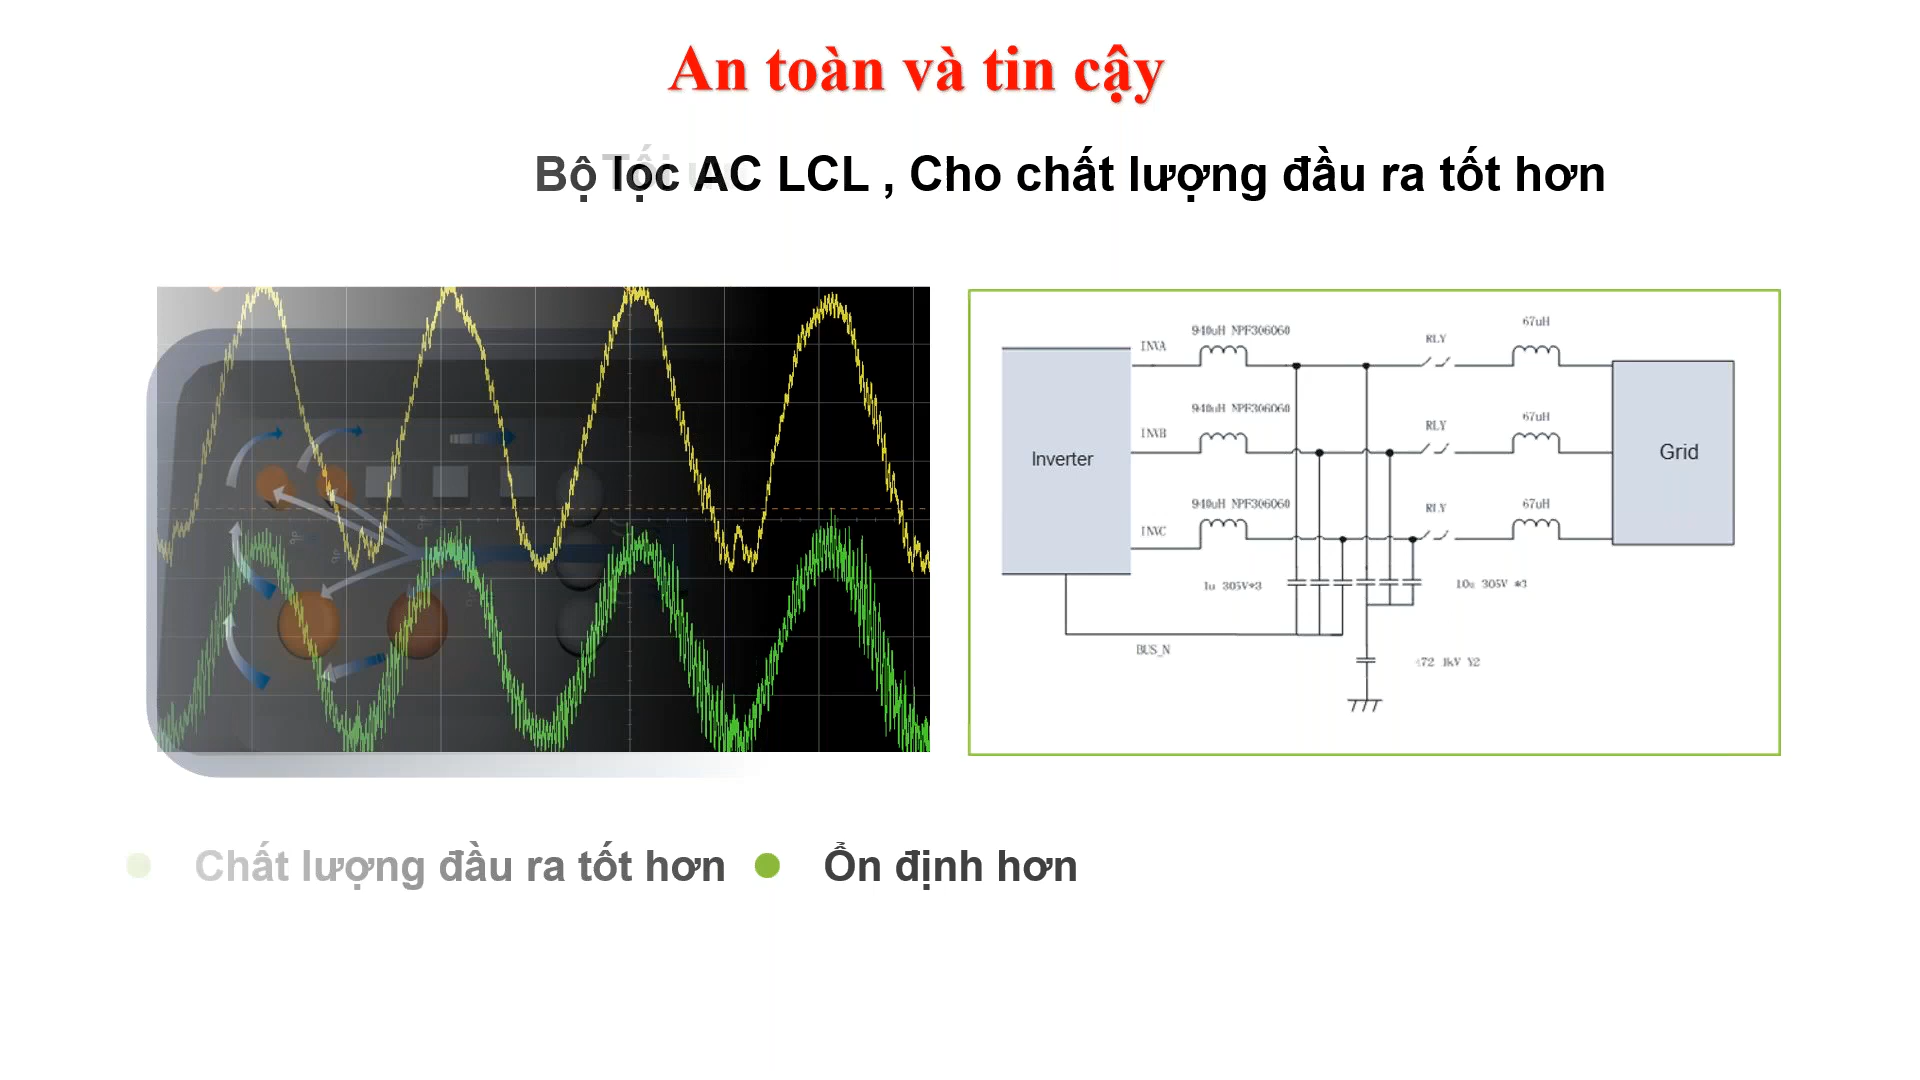 An toàn và tin cậy
Bộ lọc AC LCL , Cho chất lượng đầu ra tốt hơn
940uH NPF306060
67uH
RLY
INVA
940uH NPF306060
67uH
RLY
INVB
Inverter
Grid
940uH NPF306060
67uH
RLY
INVC
1u 305V*3
10u 305V *3
BUS_N
472 1kV Y2
Chất lượng đầu ra tốt hơn
Ổn định hơn